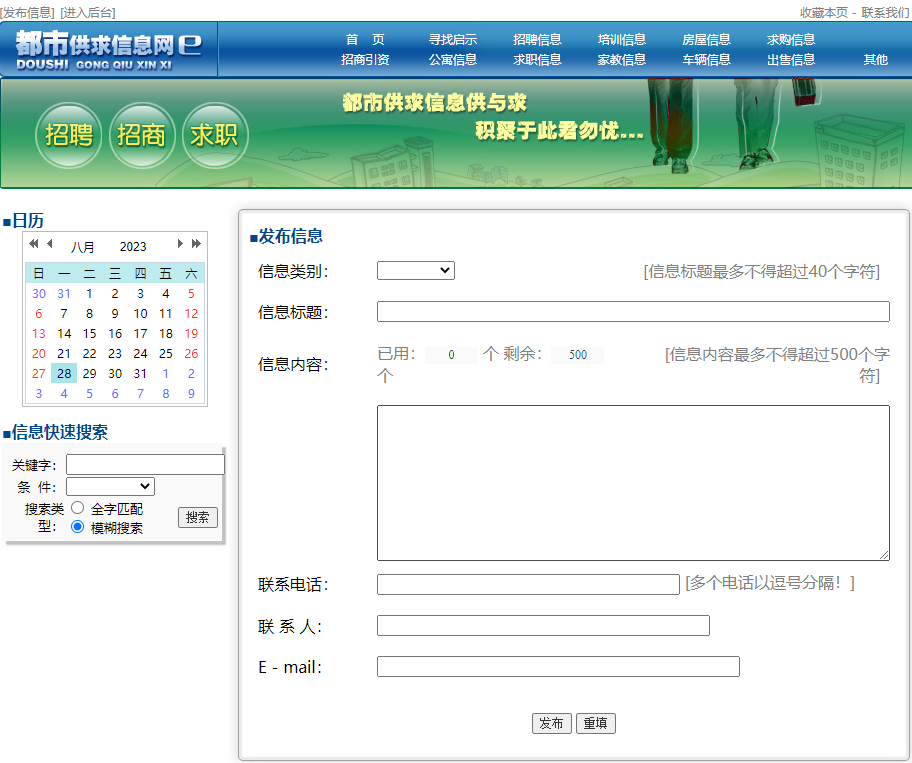 [发布信息] [进入后台]
收藏本页 - 联系我们
都市供求信息网e
DOUSHI GONG QIU XIN XI
首 页 寻找启示 招聘信息 培训信息 房屋信息 求购信息
招商引资 公寓信息 求职信息 家教信息 车辆信息 出售信息 其他
招聘 招商 求职
都市供求信息供与求
积聚于此君勿忧...
■日历
八月 2023
日 一 二 三 四 五 六
30 31 1 2 3 4 5
6 7 8 9 10 11 12
13 14 15 16 17 18 19
20 21 22 23 24 25 26
27 28 29 30 31 1 2
3 4 5 6 7 8 9
■信息快速搜索
关键字:
条 件:
搜索类型: 全字匹配
模糊搜索
搜索
■发布信息
信息类别: [信息标题最多不得超过40个字符]
信息标题:
信息内容: 已用: 0 个 剩余: 500 个
[信息内容最多不得超过500个字符]
联系电话: [多个电话以逗号分隔! ]
联 系 人:
E - mail:
发布 重填